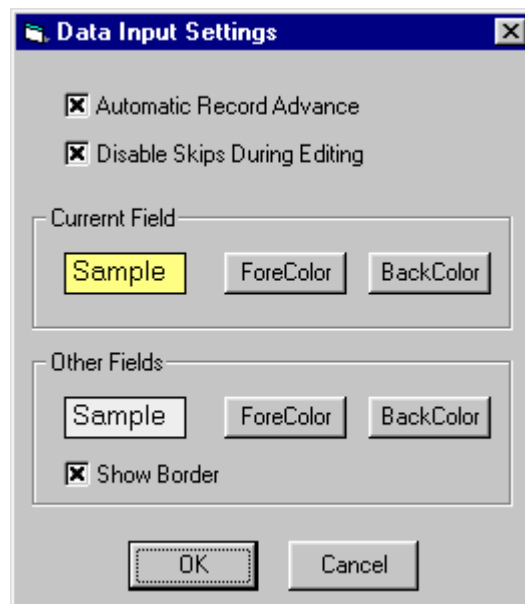 Data Input Settings
Automatic Record Advance
Disable Skips During Editing
Currernt Field
Sample ForeColor BackColor
Other Fields
Sample ForeColor BackColor
Show Border
OK Cancel